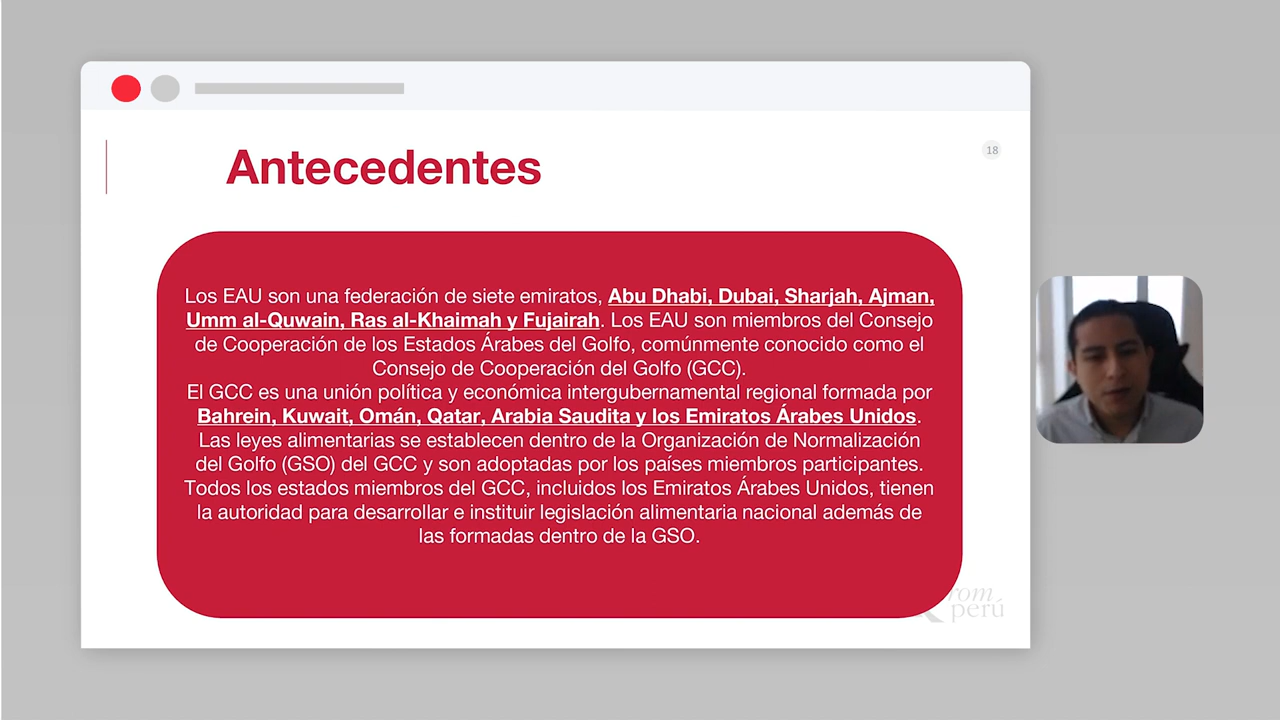 Antecedentes
18
Los EAU son una federación de siete emiratos, Abu Dhabi, Dubai, Sharjah, Ajman,
Umm al-Quwain, Ras al-Khaimah y Fujairah. Los EAU son miembros del Consejo
de Cooperación de los Estados Árabes del Golfo, comúnmente conocido como el
Consejo de Cooperación del Golfo (GCC).
El GCC es una unión política y económica intergubernamental regional formada por
Bahrein, Kuwait, Omán, Qatar, Arabia Saudita y los Emiratos Árabes Unidos.
Las leyes alimentarias se establecen dentro de la Organización de Normalización
del Golfo (GSO) del GCC y son adoptadas por los países miembros participantes.
Todos los estados miembros del GCC, incluidos los Emiratos Árabes Unidos, tienen
la autoridad para desarrollar e instituir legislación alimentaria nacional además de
las formadas dentro de la GSO.
rom
perú